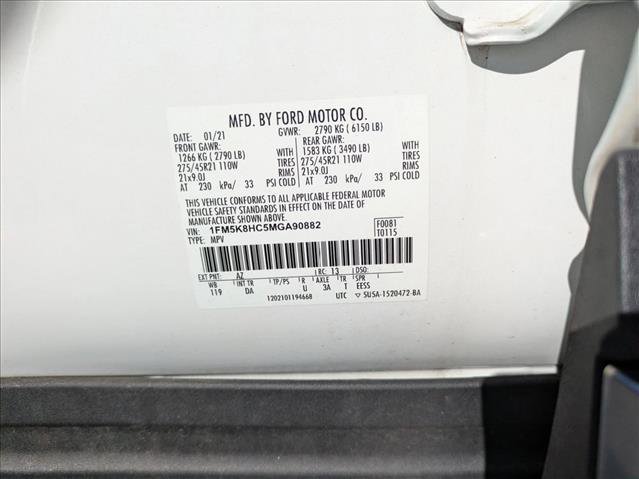 MFD. BY FORD MOTOR CO.
DATE: 01/21 GVWR: 2790 KG ( 6150 LB)
FRONT GAWR: REAR GAWR:
1266 KG ( 2790 LB) WITH 1583 KG ( 3490 LB) WITH
275/45R21 110W TIRES 275/45R21 110W TIRES
21x9.0J RIMS 21x9.0J RIMS
AT 230 kPa/ 33 PSI COLD AT 230 kPa/ 33 PSI COLD
THIS VEHICLE CONFORMS TO ALL APPLICABLE FEDERAL MOTOR
VEHICLE SAFETY STANDARDS IN EFFECT ON THE DATE OF
MANUFACTURE SHOWN ABOVE.
VIN: 1FM5K8HC5MGA90882 F0081
TYPE: MPV T0115
EXT PNT: AZ RC: 13 DSO:
WB INT TR TP/PS R AXLE TR SPR
119 DA U 3A T EESS
1202101194668 UTC ▽ 5U5A-1520472-BA